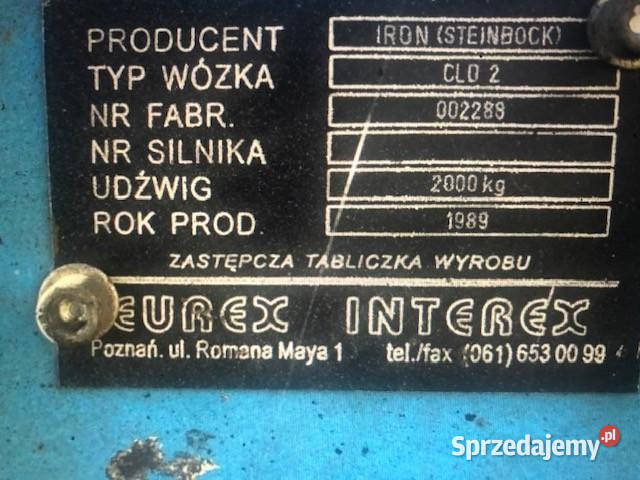 PRODUCENT IRON (STEINBOCK)
TYP WÓZKA CLO 2
NR FABR. 002288
NR SILNIKA
UDŹWIG 2000 kg
ROK PROD. 1989
ZASTĘPCZA TABLICZKA WYROBU
EUREX INTEREX
Poznań. ul. Romana Maya 1 tel./fax (061) 653 00 99
Sprzedajemy.pl